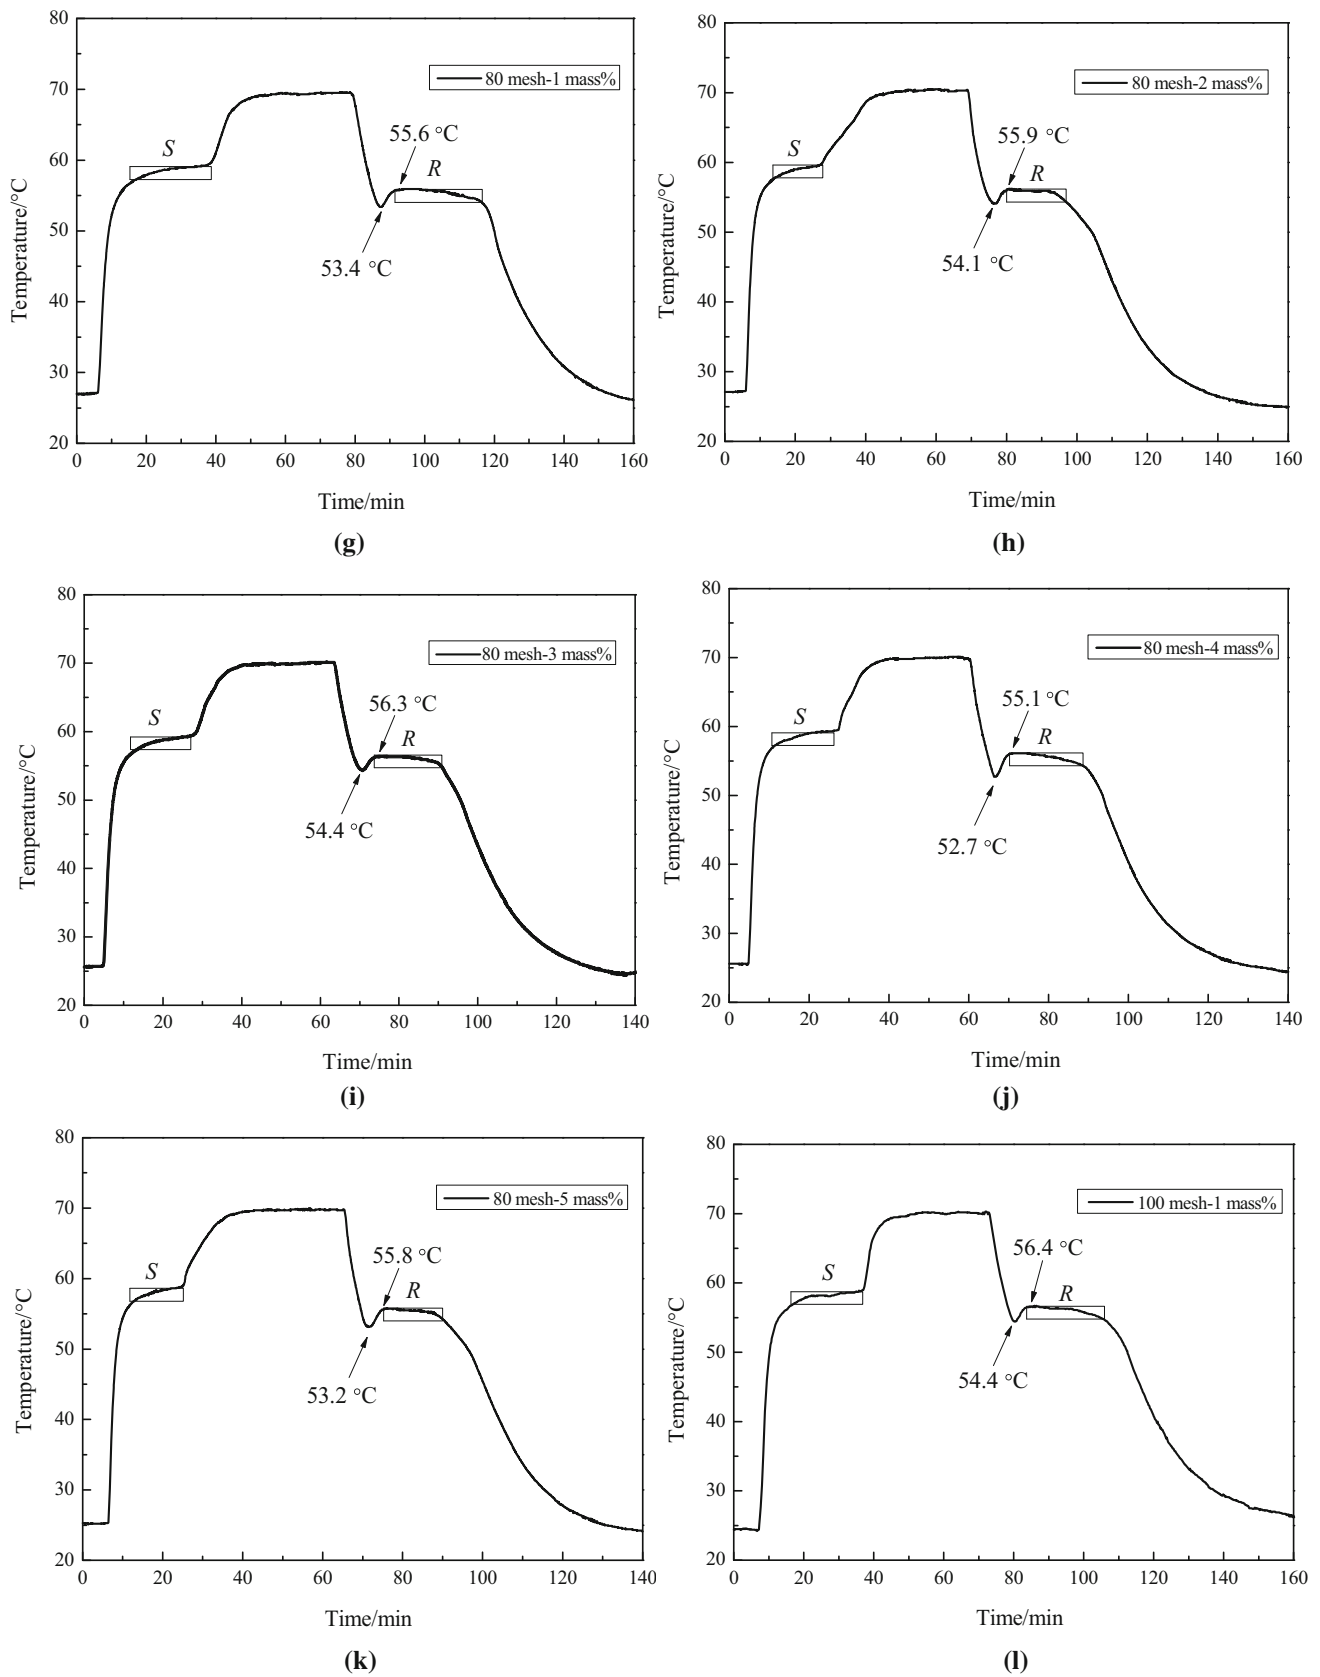 80
70
60
50
40
30
20
Temperature/°C
80 mesh-1 mass%
S
55.6 °C
R
53.4 °C
0 20 40 60 80 100 120 140 160
Time/min
(g)
80
70
60
50
40
30
20
Temperature/°C
80 mesh-2 mass%
S
55.9 °C
R
54.1 °C
0 20 40 60 80 100 120 140 160
Time/min
(h)
80
70
60
50
40
30
20
Temperature/°C
80 mesh-3 mass%
S
56.3 °C
R
54.4 °C
0 20 40 60 80 100 120 140
Time/min
(i)
80
70
60
50
40
30
20
Temperature/°C
80 mesh-4 mass%
S
55.1 °C
R
52.7 °C
0 20 40 60 80 100 120 140
Time/min
(j)
80
70
60
50
40
30
20
Temperature/°C
80 mesh-5 mass%
S
55.8 °C
R
53.2 °C
0 20 40 60 80 100 120 140
Time/min
(k)
80
70
60
50
40
30
20
Temperature/°C
100 mesh-1 mass%
S
56.4 °C
R
54.4 °C
0 20 40 60 80 100 120 140 160
Time/min
(l)